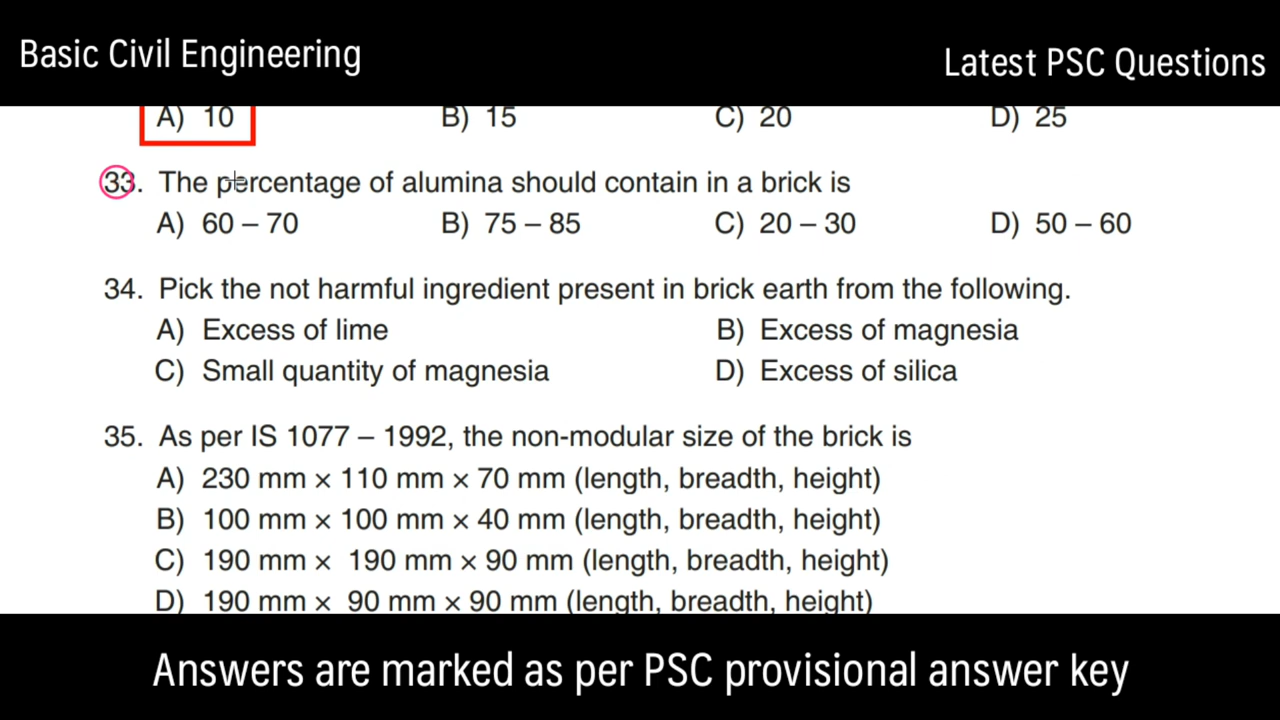 Basic Civil Engineering
Latest PSC Questions
A) 10 B) 15 C) 20 D) 25
33. The percentage of alumina should contain in a brick is
A) 60 – 70 B) 75 – 85 C) 20 – 30 D) 50 – 60
34. Pick the not harmful ingredient present in brick earth from the following.
A) Excess of lime B) Excess of magnesia
C) Small quantity of magnesia D) Excess of silica
35. As per IS 1077 – 1992, the non-modular size of the brick is
A) 230 mm × 110 mm × 70 mm (length, breadth, height)
B) 100 mm × 100 mm × 40 mm (length, breadth, height)
C) 190 mm × 190 mm × 90 mm (length, breadth, height)
D) 190 mm × 90 mm × 90 mm (length, breadth, height)
Answers are marked as per PSC provisional answer key